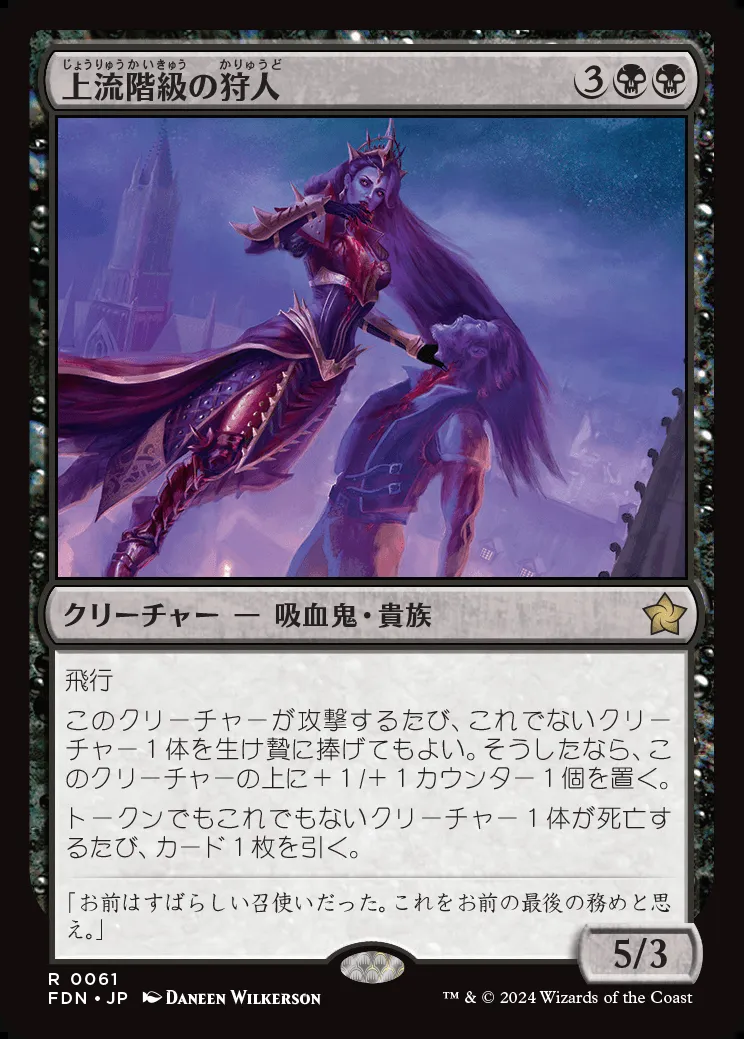 じょうりゅうかいきゅう かりゅうど
上流階級の狩人 3
クリーチャー — 吸血鬼・貴族
飛行
このクリーチャーが攻撃するたび、これでないクリー
チャー1体を生け贄に捧げてもよい。そうしたなら、こ
のクリーチャーの上に+1/+1カウンター1個を置く。
トークンでもこれでもないクリーチャー1体が死亡す
るたび、カード1枚を引く。
「お前はすばらしい召使いだった。これをお前の最後の務めと思
え。」
5/3
R 0061
FDN • JP DANEEN WILKERSON
™ & © 2024 Wizards of the Coast